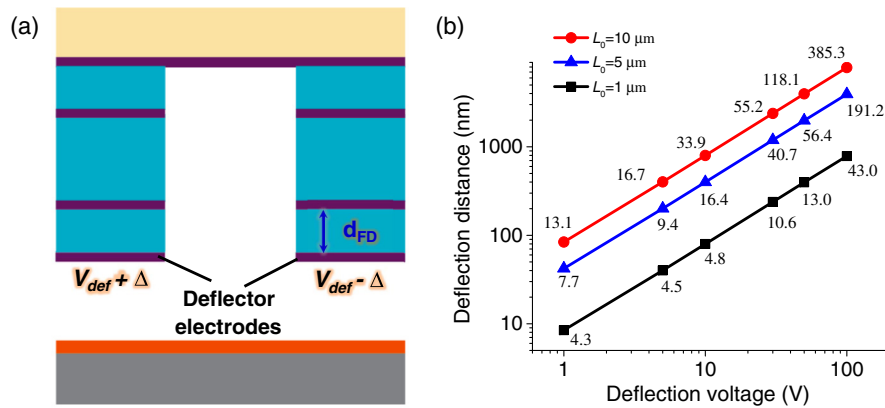 (a)
d_FD
V_def + Δ
V_def - Δ
Deflector
electrodes
(b)
L_0=10 μm
L_0=5 μm
L_0=1 μm
Deflection distance (nm)
1000
100
10
13.1
16.7
33.9
55.2
118.1
385.3
7.7
9.4
16.4
40.7
56.4
191.2
4.3
4.5
4.8
10.6
13.0
43.0
1
10
100
Deflection voltage (V)